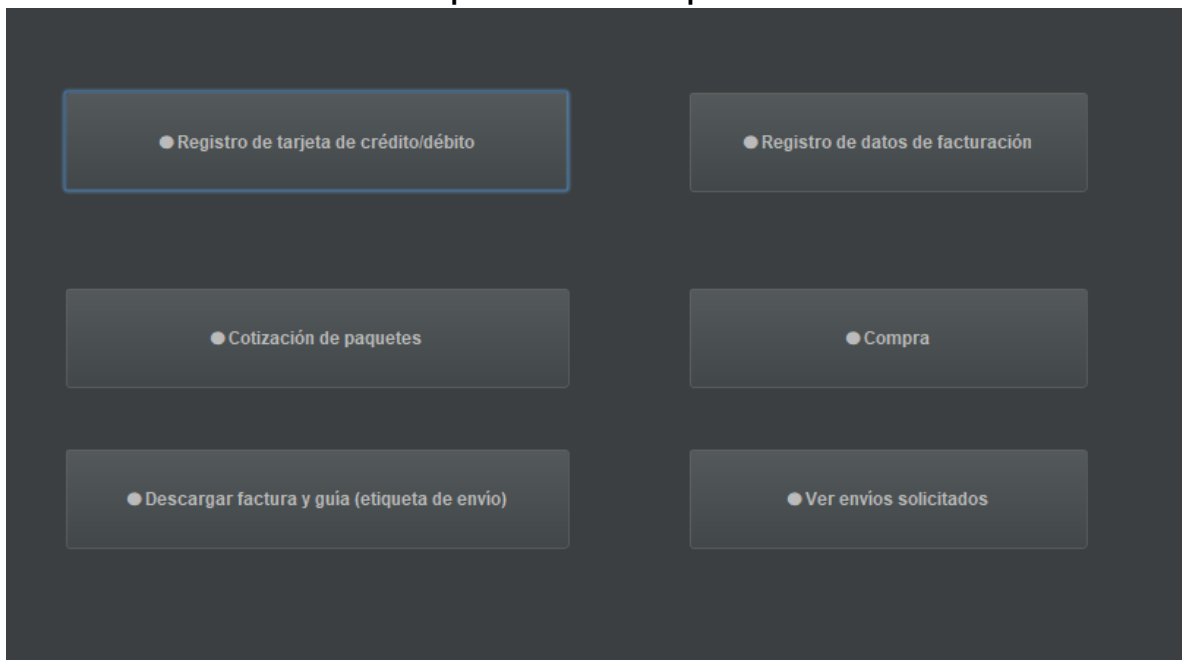 ● Registro de tarjeta de crédito/débito
● Registro de datos de facturación
● Cotización de paquetes
● Compra
● Descargar factura y guía (etiqueta de envío)
● Ver envíos solicitados